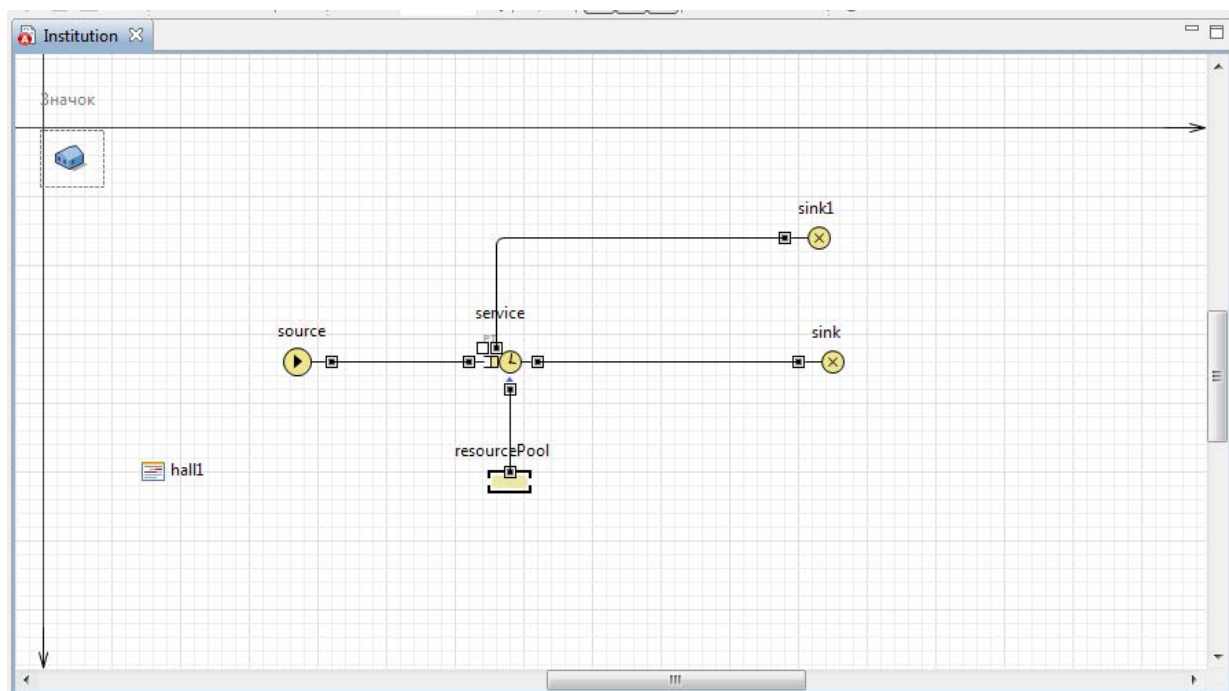 Institution
Значок
sink1
service
source
sink
resourcePool
hall1